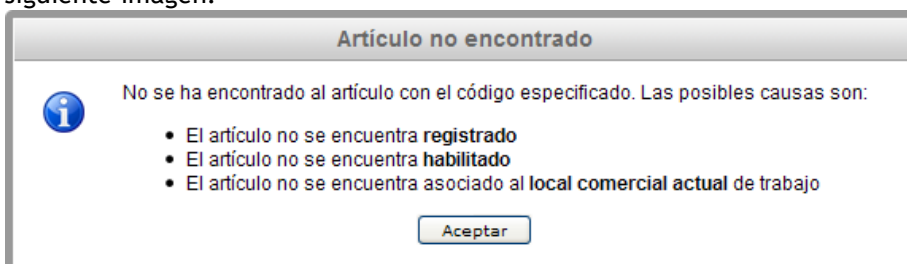 siguiente imagen:
Artículo no encontrado
No se ha encontrado al artículo con el código especificado. Las posibles causas son:
• El artículo no se encuentra registrado
• El artículo no se encuentra habilitado
• El artículo no se encuentra asociado al local comercial actual de trabajo
Aceptar